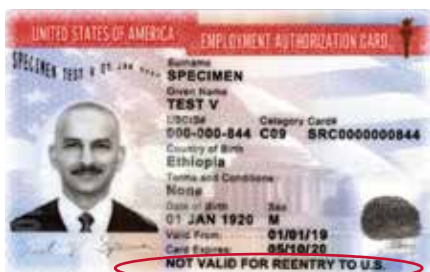 UNITED STATES OF AMERICA
EMPLOYMENT AUTHORIZATION CARD
SPECIMEN TEST V
Surname
SPECIMEN
Given Name
TEST V
USCIS# Category Card#
000-000-844 C09 SRC0000000844
Country of Birth
Ethiopia
Terms and Conditions
None
Date of Birth Sex
01 JAN 1920 M
Valid From: 01/01/19
Card Expires: 05/10/20
NOT VALID FOR REENTRY TO U.S.